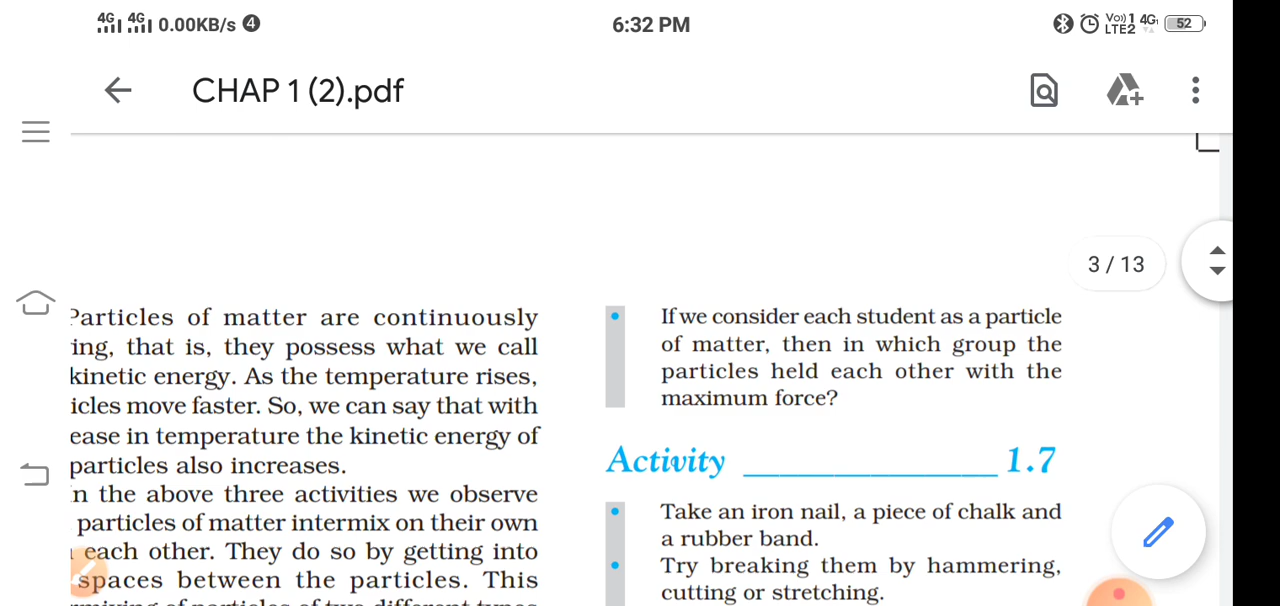 4G 4G 0.00KB/s 4 6:32 PM Vo)) 1 4G LTE2 52
CHAP 1 (2).pdf
3 / 13
Particles of matter are continuously
ing, that is, they possess what we call
kinetic energy. As the temperature rises,
icles move faster. So, we can say that with
ease in temperature the kinetic energy of
particles also increases.
n the above three activities we observe
particles of matter intermix on their own
each other. They do so by getting into
spaces between the particles. This
If we consider each student as a particle
of matter, then in which group the
particles held each other with the
maximum force?
Activity 1.7
Take an iron nail, a piece of chalk and
a rubber band.
Try breaking them by hammering,
cutting or stretching.